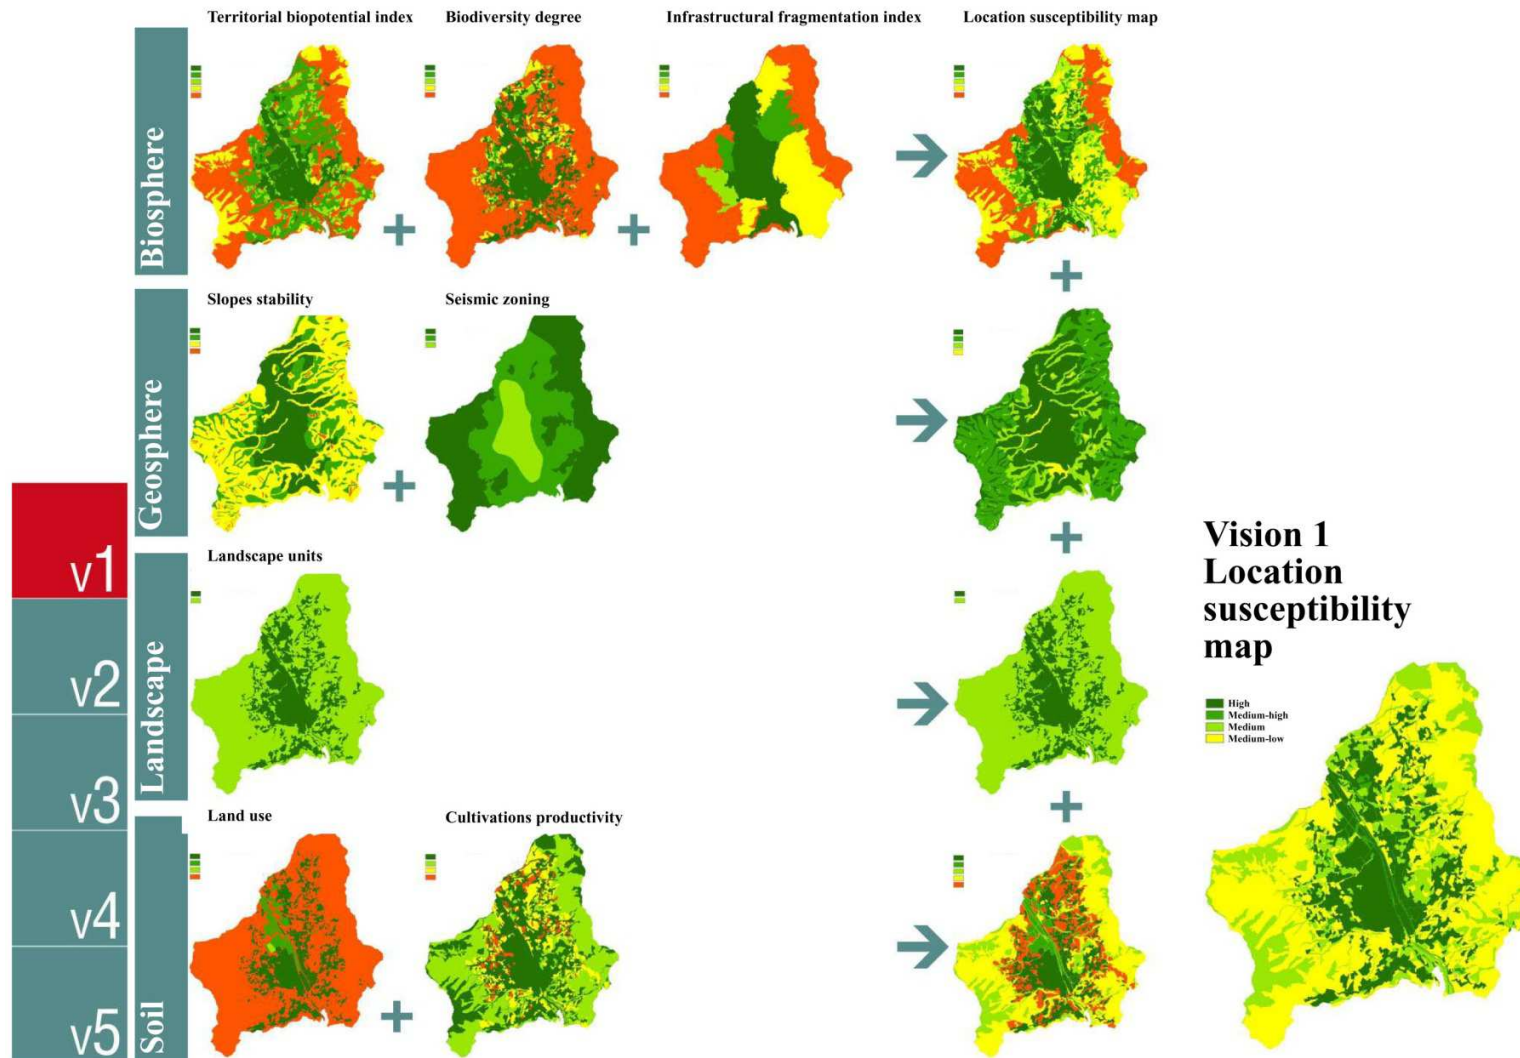 Territorial biopotential index
Biodiversity degree
Infrastructural fragmentation index
Location susceptibility map
Biosphere
Slopes stability
Seismic zoning
Geosphere
Landscape units
Landscape
Land use
Cultivations productivity
Soil
v1
v2
v3
v4
v5
Vision 1
Location
susceptibility
map
High
Medium-high
Medium
Medium-low